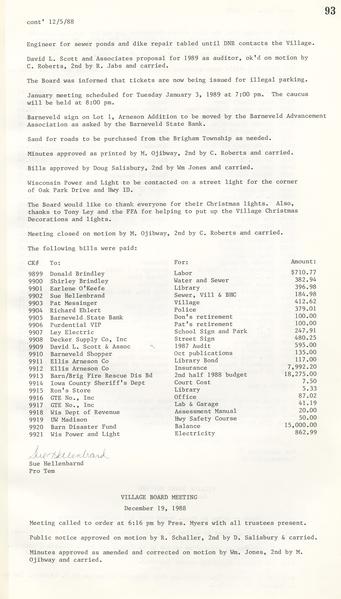 93
cont' 12/5/88
Engineer for sewer ponds and dike repair tabled until DNR contacts the Village.
David L. Scott and Associates proposal for 1989 as auditor, ok'd on motion by
C. Roberts, 2nd by R. Jabs and carried.
The Board was informed that tickets are now being issued for illegal parking.
January meeting scheduled for Tuesday January 3, 1989 at 7:00 pm. The caucus
will be held at 8:00 pm.
Barneveld sign on Lot 1, Arneson Addition to be moved by the Barneveld Advancement
Association as asked by the Barneveld State Bank.
Sand for roads to be purchased from the Brigham Township as needed.
Minutes approved as printed by M. Ojibway, 2nd by C. Roberts and carried.
Bills approved by Doug Salisbury, 2nd by Wm Jones and carried.
Wisconsin Power and Light to be contacted on a street light for the corner
of Oak Park Drive and Hwy ID.
The Board would like to thank everyone for their Christmas lights. Also,
thanks to Tony Ley and the FFA for helping to put up the Village Christmas
Decorations and lights.
Meeting closed on motion by M. Ojibway, 2nd by C. Roberts and carried.
The following bills were paid:
CK# To: For: Amount:
9899 Donald Brindley Labor $710.77
9900 Shirley Brindley Water and Sewer 382.94
9901 Earlene O'Keefe Library 396.98
9902 Sue Hellenbrand Sewer, Vill & BHC 184.98
9903 Pat Messinger Village 412.62
9904 Richard Ehlert Police 379.01
9905 Barneveld State Bank Don's retirement 100.00
9906 Purdential VIP Pat's retirement 100.00
9907 Ley Electric School Sign and Park 247.91
9908 Decker Supply Co, Inc Street Sign 480.25
9909 David L. Scott & Assoc 1987 Audit 595.00
9910 Barneveld Shopper Oct publications 135.00
9911 Ellis Arneson Co Library Bond 117.00
9912 Ellis Arneson Co Insurance 7,992.20
9913 Barn/Brig Fire Rescue Dis Bd 2nd half 1988 budget 18,275.00
9914 Iowa County Sheriff's Dept Court Cost 7.50
9915 Ron's Store Library 5.33
9916 GTE No., Inc Office 87.02
9917 GTE No., Inc Lab & Garage 41.19
9918 Wis Dept of Revenue Assessment Manual 20.00
9919 UW Madison Hwy Safety Course 50.00
9920 Barn Disaster Fund Balance 15,000.00
9921 Wis Power and Light Electricity 862.99
Sue Hellenbrand
Sue Hellenbarnd
Pro Tem
VILLAGE BOARD MEETING
December 19, 1988
Meeting called to order at 6:16 pm by Pres. Myers with all trustees present.
Public notice approved on motion by R. Schaller, 2nd by D. Salisbury & carried.
Minutes approved as amended and corrected on motion by Wm. Jones, 2nd by M.
Ojibway and carried.